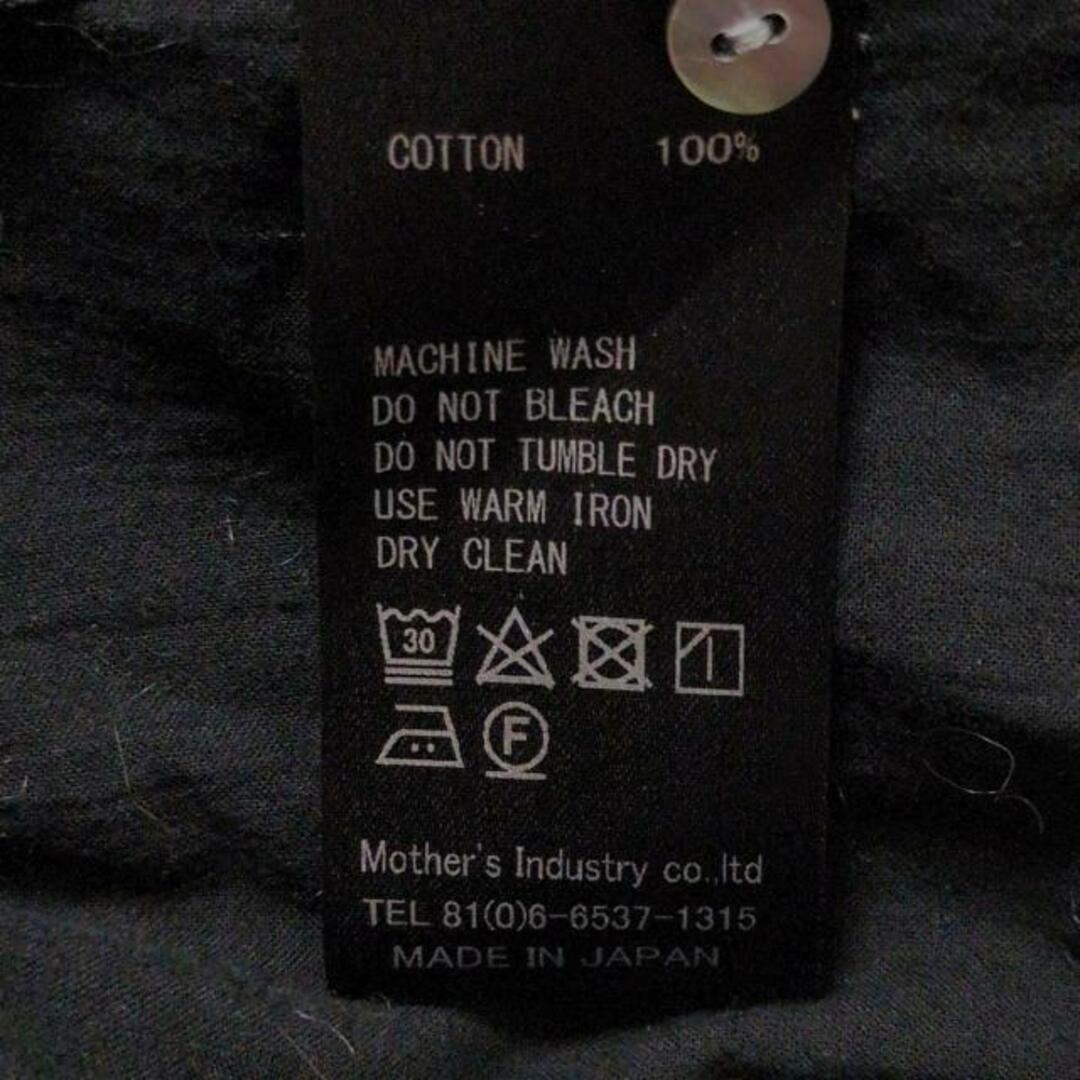 COTTON 100%
MACHINE WASH
DO NOT BLEACH
DO NOT TUMBLE DRY
USE WARM IRON
DRY CLEAN
30
F
Mother's Industry co.,ltd
TEL 81(0)6-6537-1315
MADE IN JAPAN